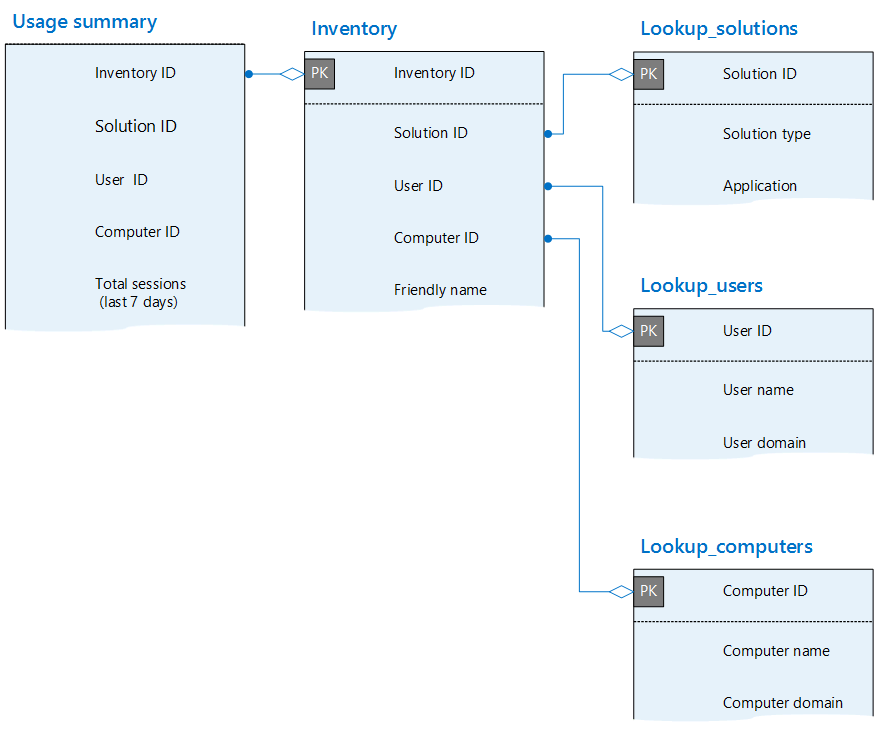 Usage summary
Inventory ID
Solution ID
User  ID
Computer ID
Total sessions
(last 7 days)
Inventory
PK
Inventory ID
Solution ID
User ID
Computer ID
Friendly name
Lookup_solutions
PK
Solution ID
Solution type
Application
Lookup_users
PK
User ID
User name
User domain
Lookup_computers
PK
Computer ID
Computer name
Computer domain